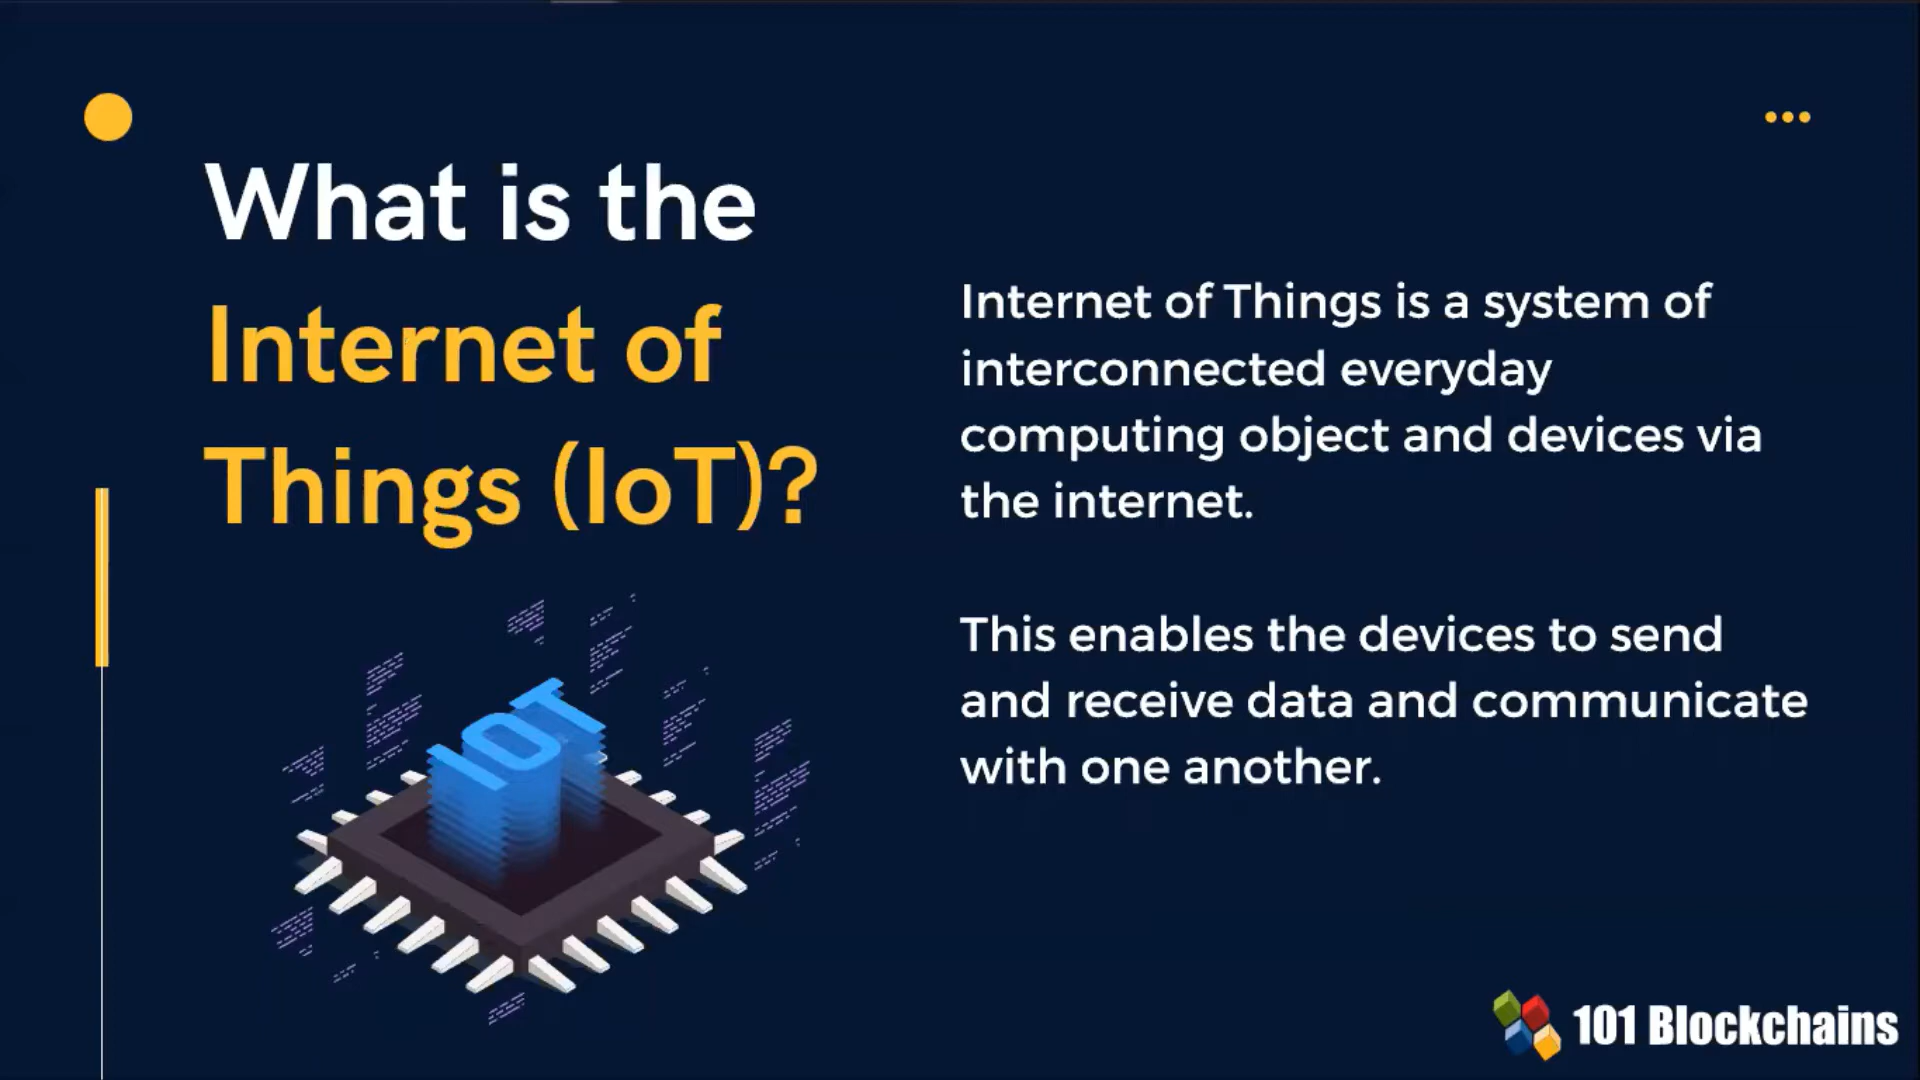 What is the
Internet of
Things (IoT)?
Internet of Things is a system of
interconnected everyday
computing object and devices via
the internet.
This enables the devices to send
and receive data and communicate
with one another.
IOT
101 Blockchains